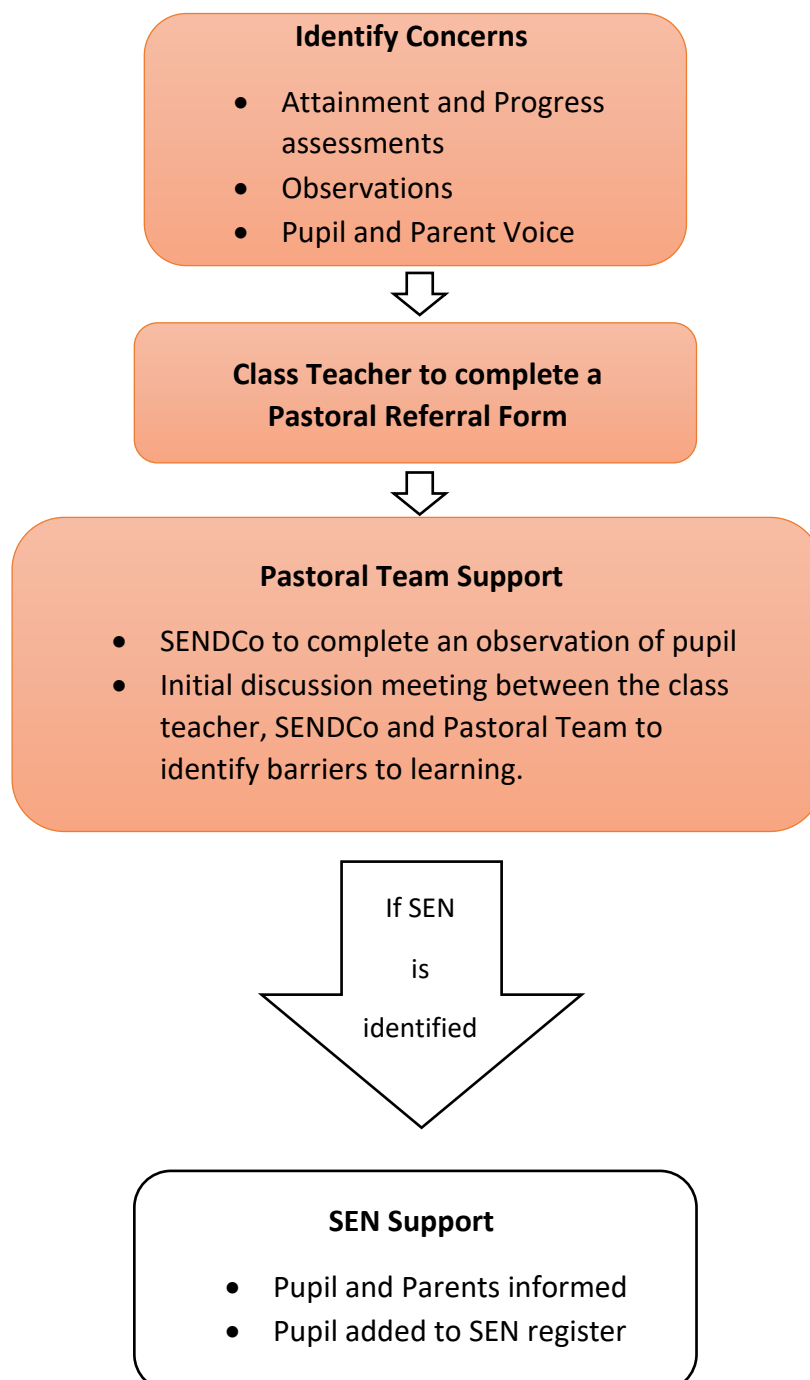 Identify Concerns
• Attainment and Progress
assessments
• Observations
• Pupil and Parent Voice
Class Teacher to complete a
Pastoral Referral Form
Pastoral Team Support
• SENDCo to complete an observation of pupil
• Initial discussion meeting between the class
teacher, SENDCo and Pastoral Team to
identify barriers to learning.
If SEN
is
identified
SEN Support
• Pupil and Parents informed
• Pupil added to SEN register